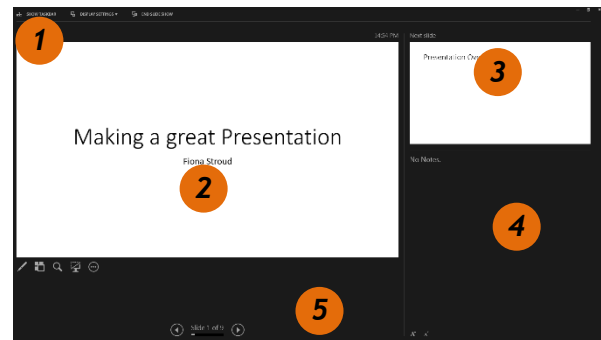 SHOW TASKBAR DISPLAY SETTINGS ▾ END SLIDE SHOW
1
Next slide
Making a great Presentation
Fiona Stroud
2
Presentation
3
No Notes.
4
Slide 1 of 9
5